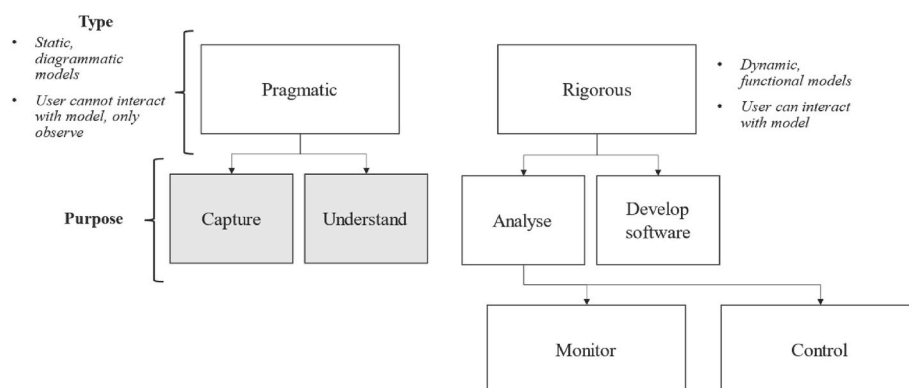 Type
• Static,
diagrammatic
models
• User cannot interact
with model, only
observe
Pragmatic
Rigorous
• Dynamic,
functional models
• User can interact
with model
Purpose
Capture
Understand
Analyse
Develop
software
Monitor
Control